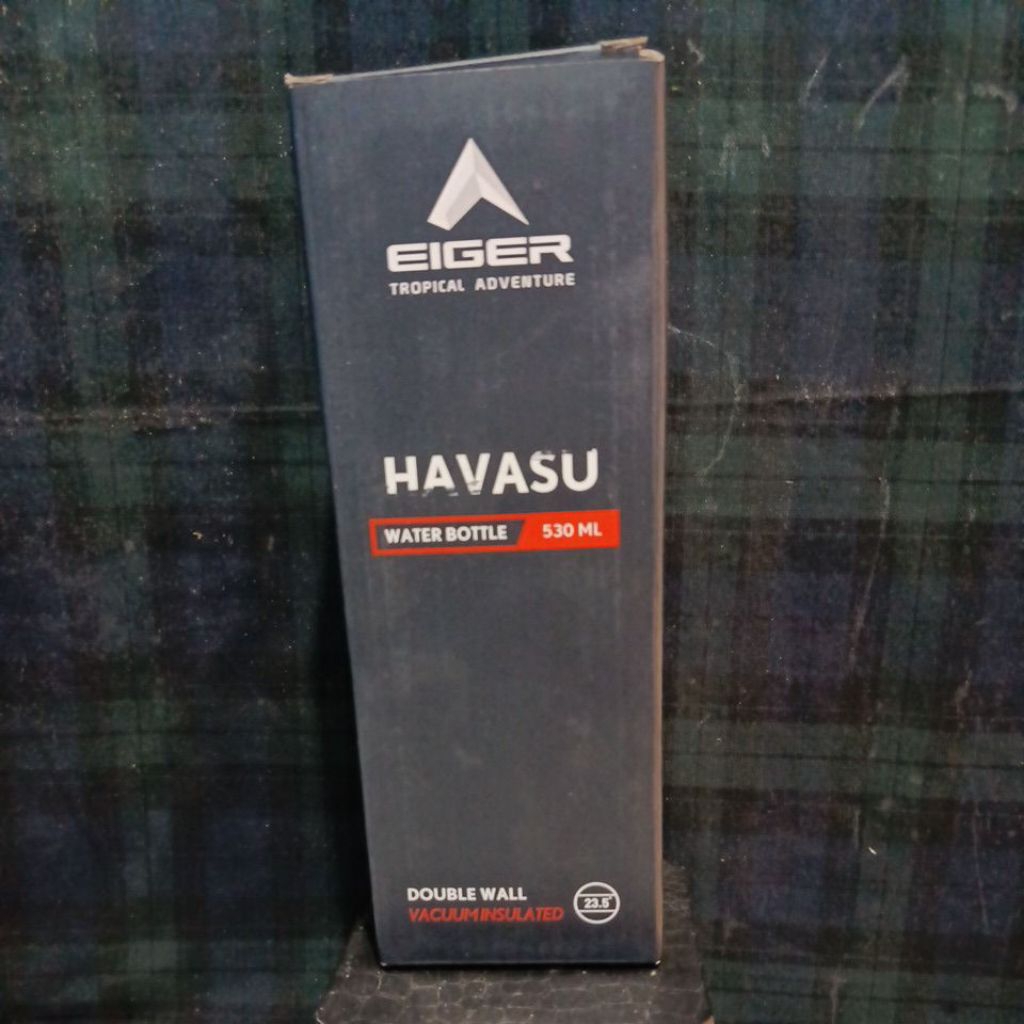 EIGER
TROPICAL ADVENTURE
HAVASU
WATER BOTTLE 530 ML
DOUBLE WALL
VACUUM INSULATED
23.5°